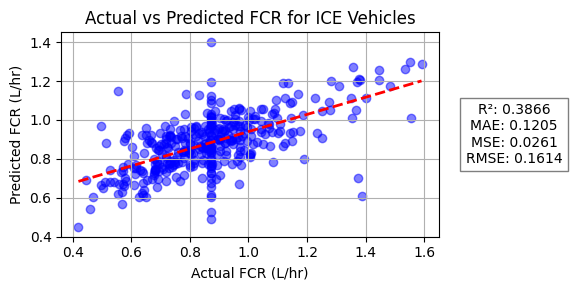 Actual vs Predicted FCR for ICE Vehicles
Predicted FCR (L/hr)
1.4
1.2
1.0
0.8
0.6
0.4
0.4
0.6
0.8
1.0
1.2
1.4
1.6
Actual FCR (L/hr)
R²: 0.3866
MAE: 0.1205
MSE: 0.0261
RMSE: 0.1614